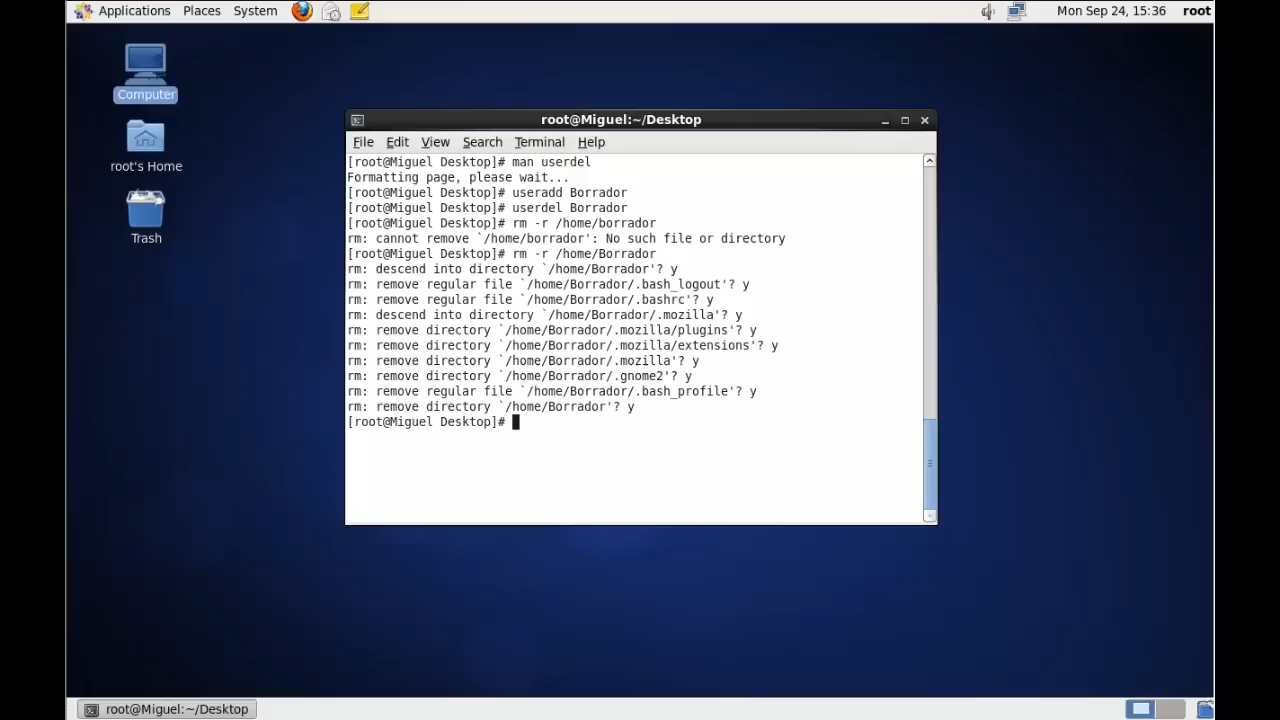 Applications Places System Mon Sep 24, 15:36 root
Computer
root's Home
Trash
root@Miguel:~/Desktop
File Edit View Search Terminal Help
[root@Miguel Desktop]# man userdel
Formatting page, please wait...
[root@Miguel Desktop]# useradd Borrador
[root@Miguel Desktop]# userdel Borrador
[root@Miguel Desktop]# rm -r /home/borrador
rm: cannot remove `/home/borrador': No such file or directory
[root@Miguel Desktop]# rm -r /home/Borrador
rm: descend into directory `/home/Borrador'? y
rm: remove regular file `/home/Borrador/.bash_logout'? y
rm: remove regular file `/home/Borrador/.bashrc'? y
rm: descend into directory `/home/Borrador/.mozilla'? y
rm: remove directory `/home/Borrador/.mozilla/plugins'? y
rm: remove directory `/home/Borrador/.mozilla/extensions'? y
rm: remove directory `/home/Borrador/.mozilla'? y
rm: remove directory `/home/Borrador/.gnome2'? y
rm: remove regular file `/home/Borrador/.bash_profile'? y
rm: remove directory `/home/Borrador'? y
[root@Miguel Desktop]#
root@Miguel:~/Desktop